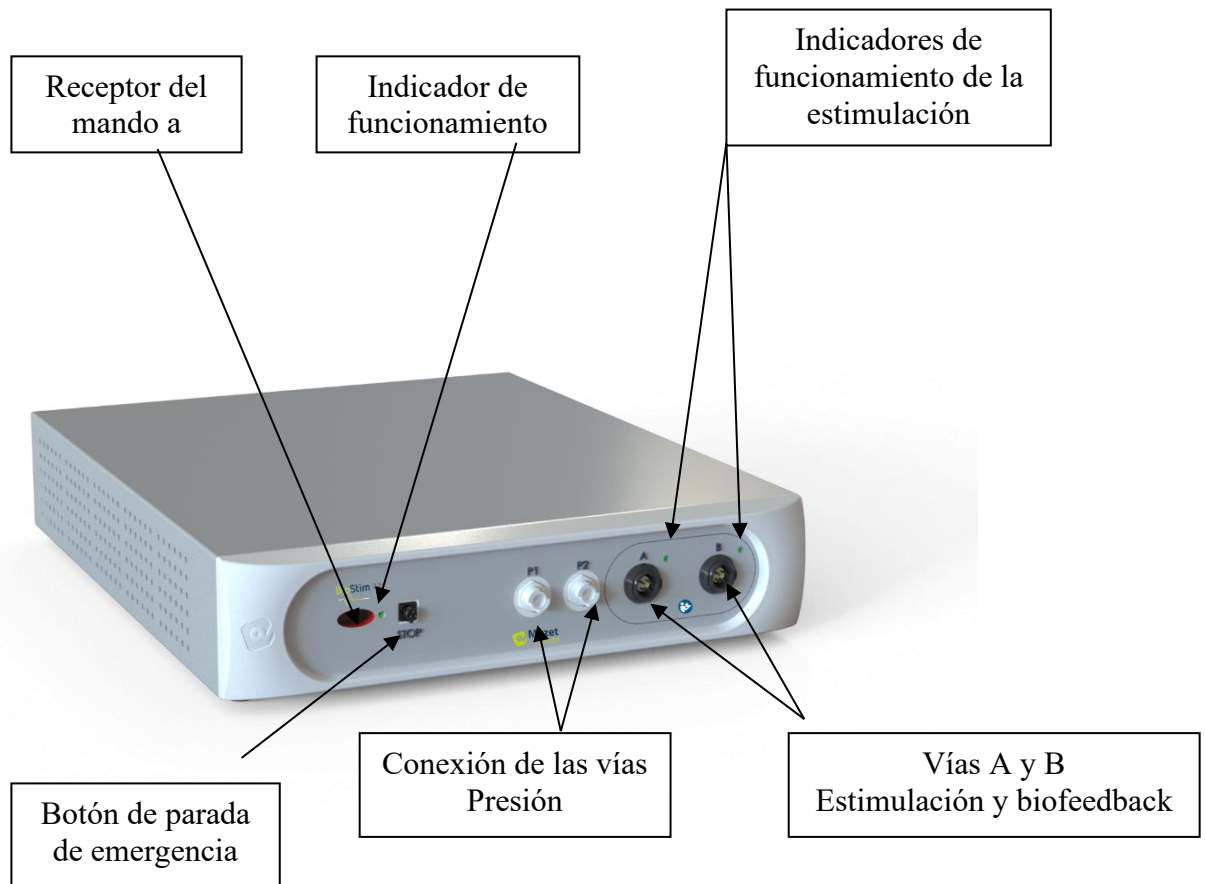 Receptor del
mando a
Indicador de
funcionamiento
Indicadores de
funcionamiento de la
estimulación
Stim
STOP
P1
P2
A
B
Conexión de las vías
Presión
Vías A y B
Estimulación y biofeedback
Botón de parada
de emergencia